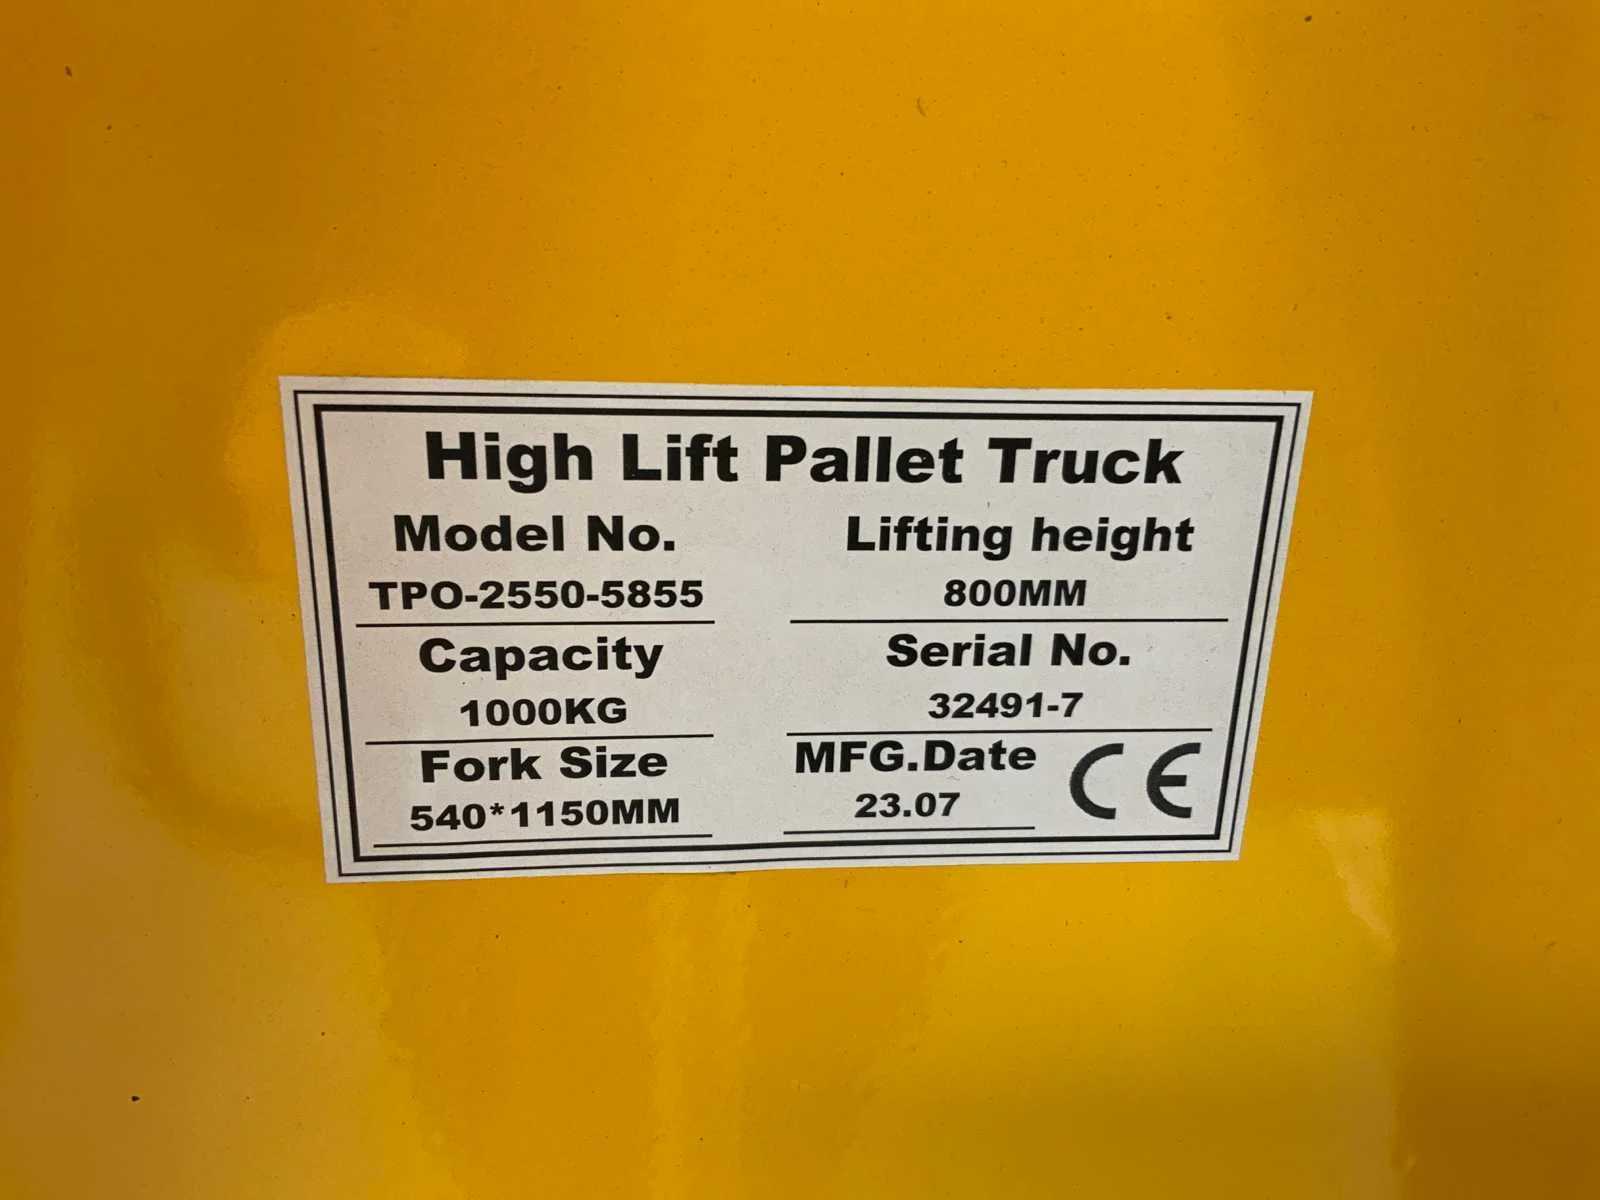 High Lift Pallet Truck
Model No. Lifting height
TPO-2550-5855 800MM
Capacity Serial No.
1000KG 32491-7
Fork Size MFG.Date CE
540*1150MM 23.07